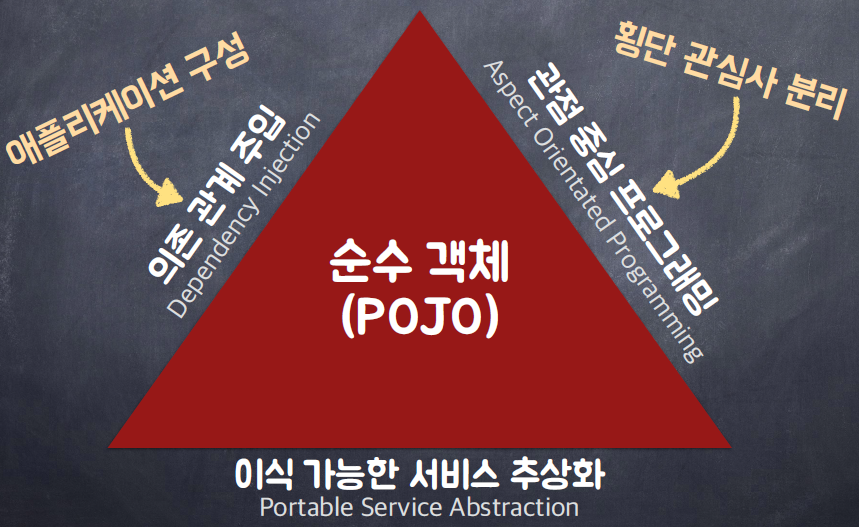 애플리케이션 구성
의존 관계 주입
Dependency Injection
횡단 관심사 분리
관점 중심 프로그래밍
Aspect Orientated Programming
순수 객체
(POJO)
이식 가능한 서비스 추상화
Portable Service Abstraction